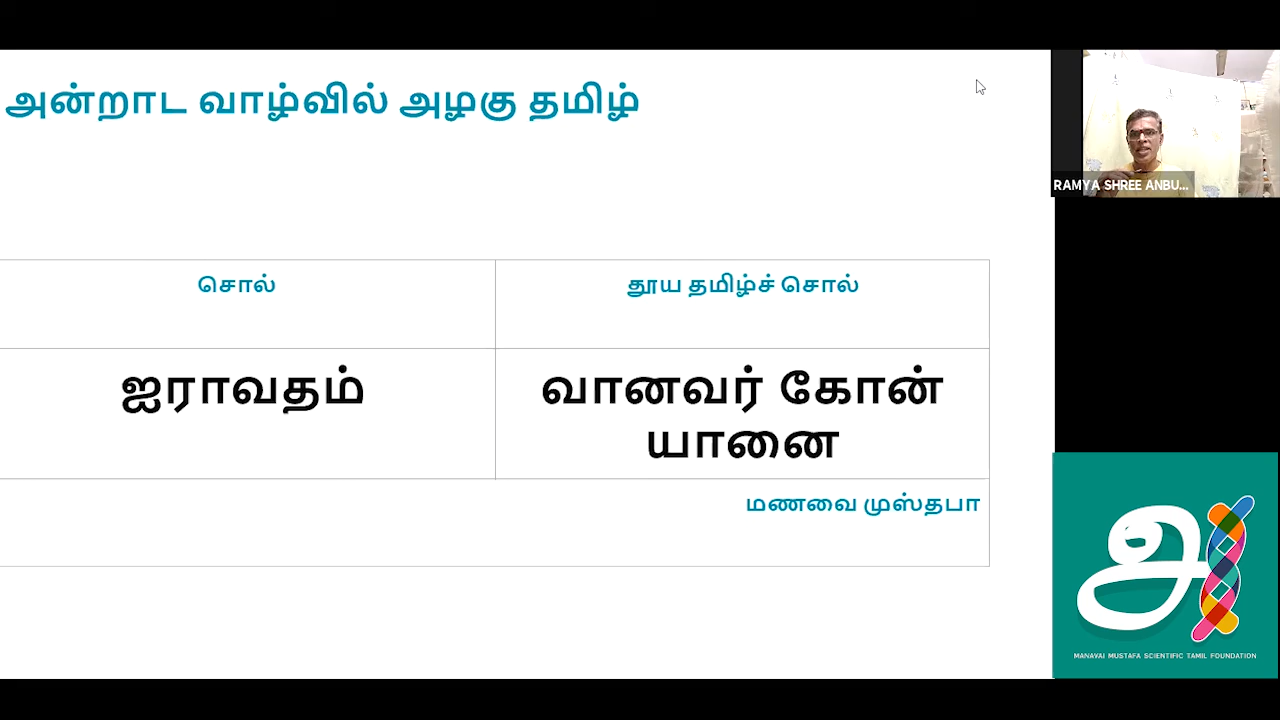 அன்றாட வாழ்வில் அழகு தமிழ்
RAMYA SHREE ANBU...
சொல்
தூய தமிழ்ச் சொல்
ஐராவதம்
வானவர் கோன்
யானை
மணவை முஸ்தபா
அ
MANAVAI MUSTAFA SCIENTIFIC TAMIL FOUNDATION